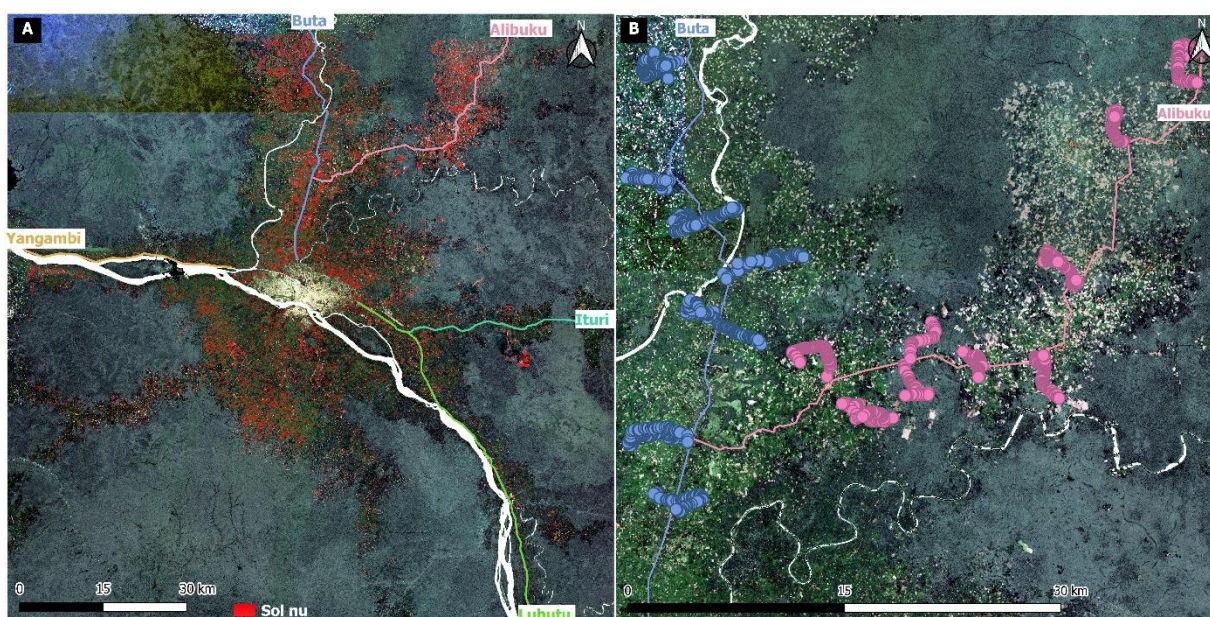 A
Buta
Alibuku
N
Yangambi
Ituri
0 15 30 km
Sol nu
Lubutu
B
Buta
N
Alibuku
0 15 30 km